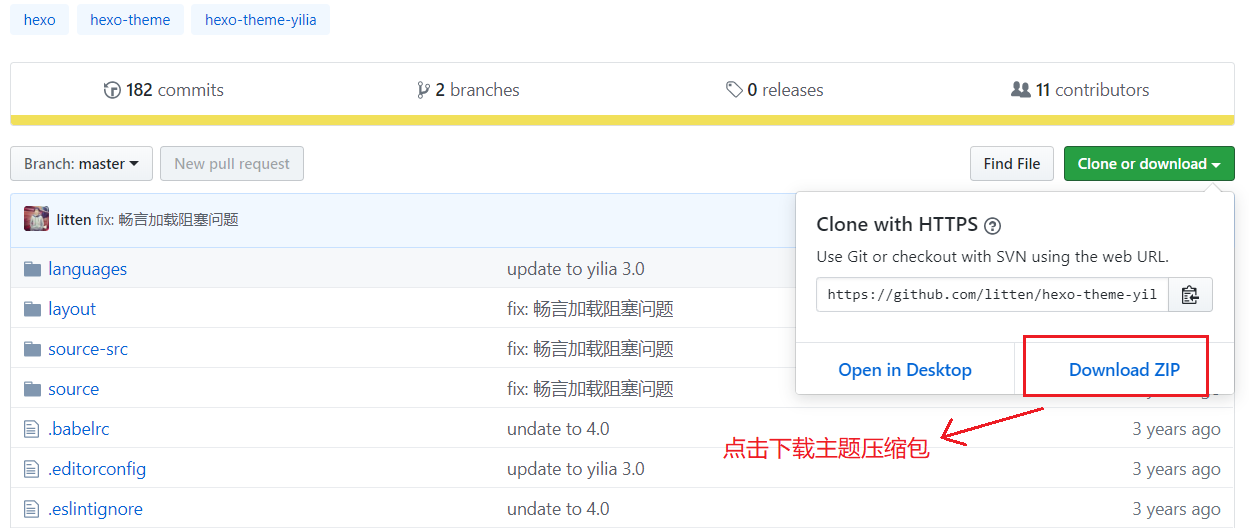 hexo hexo-theme hexo-theme-yilia
182 commits 2 branches 0 releases 11 contributors
Branch: master New pull request Find File Clone or download
litten fix: 畅言加载阻塞问题
Clone with HTTPS ?
Use Git or checkout with SVN using the web URL.
https://github.com/litten/hexo-theme-yil
Open in Desktop Download ZIP
languages update to yilia 3.0
layout fix: 畅言加载阻塞问题
source-src fix: 畅言加载阻塞问题
source fix: 畅言加载阻塞问题
.babelrc undate to 4.0 3 years ago
点击下载主题压缩包
.editorconfig update to yilia 3.0 3 years ago
.eslintignore undate to 4.0 3 years ago